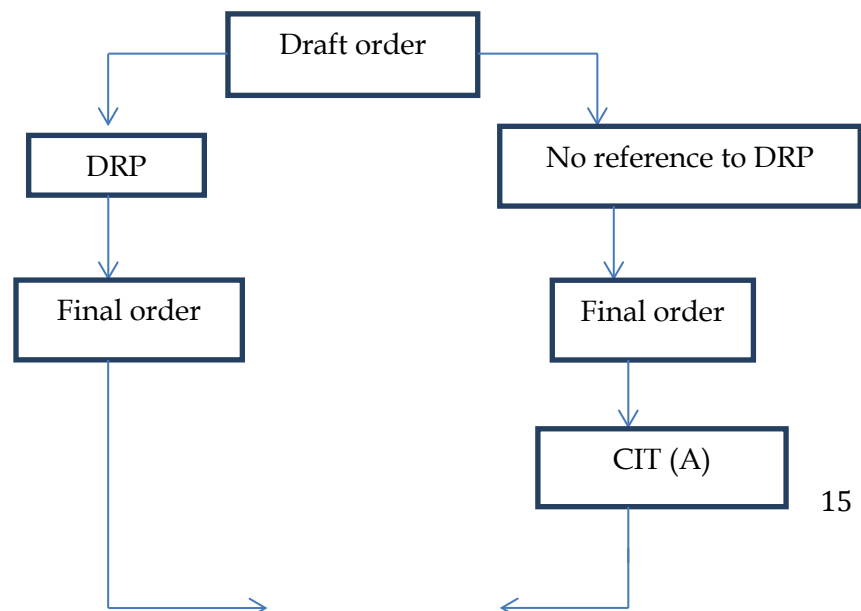 Draft order
DRP
No reference to DRP
Final order
Final order
CIT (A)
15